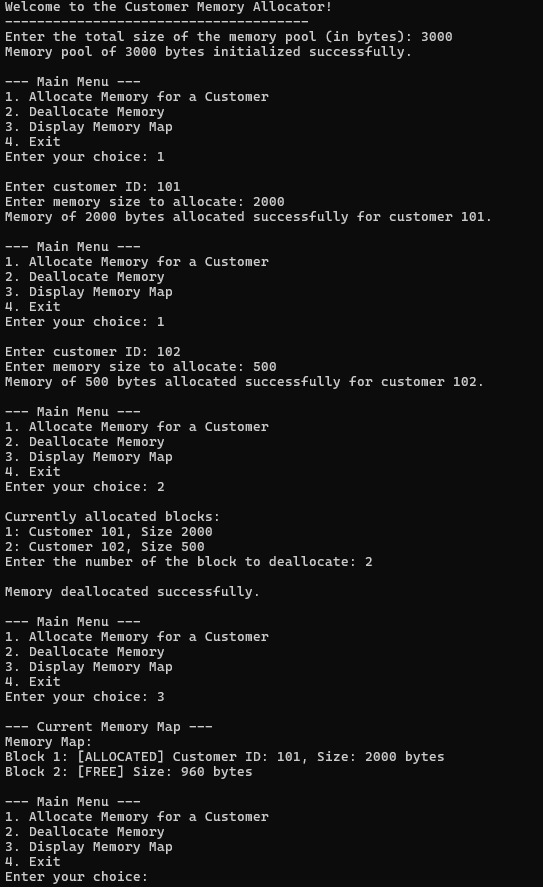 Welcome to the Customer Memory Allocator!
--------------------------------------
Enter the total size of the memory pool (in bytes): 3000
Memory pool of 3000 bytes initialized successfully.

--- Main Menu ---
1. Allocate Memory for a Customer
2. Deallocate Memory
3. Display Memory Map
4. Exit
Enter your choice: 1

Enter customer ID: 101
Enter memory size to allocate: 2000
Memory of 2000 bytes allocated successfully for customer 101.

--- Main Menu ---
1. Allocate Memory for a Customer
2. Deallocate Memory
3. Display Memory Map
4. Exit
Enter your choice: 1

Enter customer ID: 102
Enter memory size to allocate: 500
Memory of 500 bytes allocated successfully for customer 102.

--- Main Menu ---
1. Allocate Memory for a Customer
2. Deallocate Memory
3. Display Memory Map
4. Exit
Enter your choice: 2

Currently allocated blocks:
1: Customer 101, Size 2000
2: Customer 102, Size 500
Enter the number of the block to deallocate: 2

Memory deallocated successfully.

--- Main Menu ---
1. Allocate Memory for a Customer
2. Deallocate Memory
3. Display Memory Map
4. Exit
Enter your choice: 3

--- Current Memory Map ---
Memory Map:
Block 1: [ALLOCATED] Customer ID: 101, Size: 2000 bytes
Block 2: [FREE] Size: 960 bytes

--- Main Menu ---
1. Allocate Memory for a Customer
2. Deallocate Memory
3. Display Memory Map
4. Exit
Enter your choice: